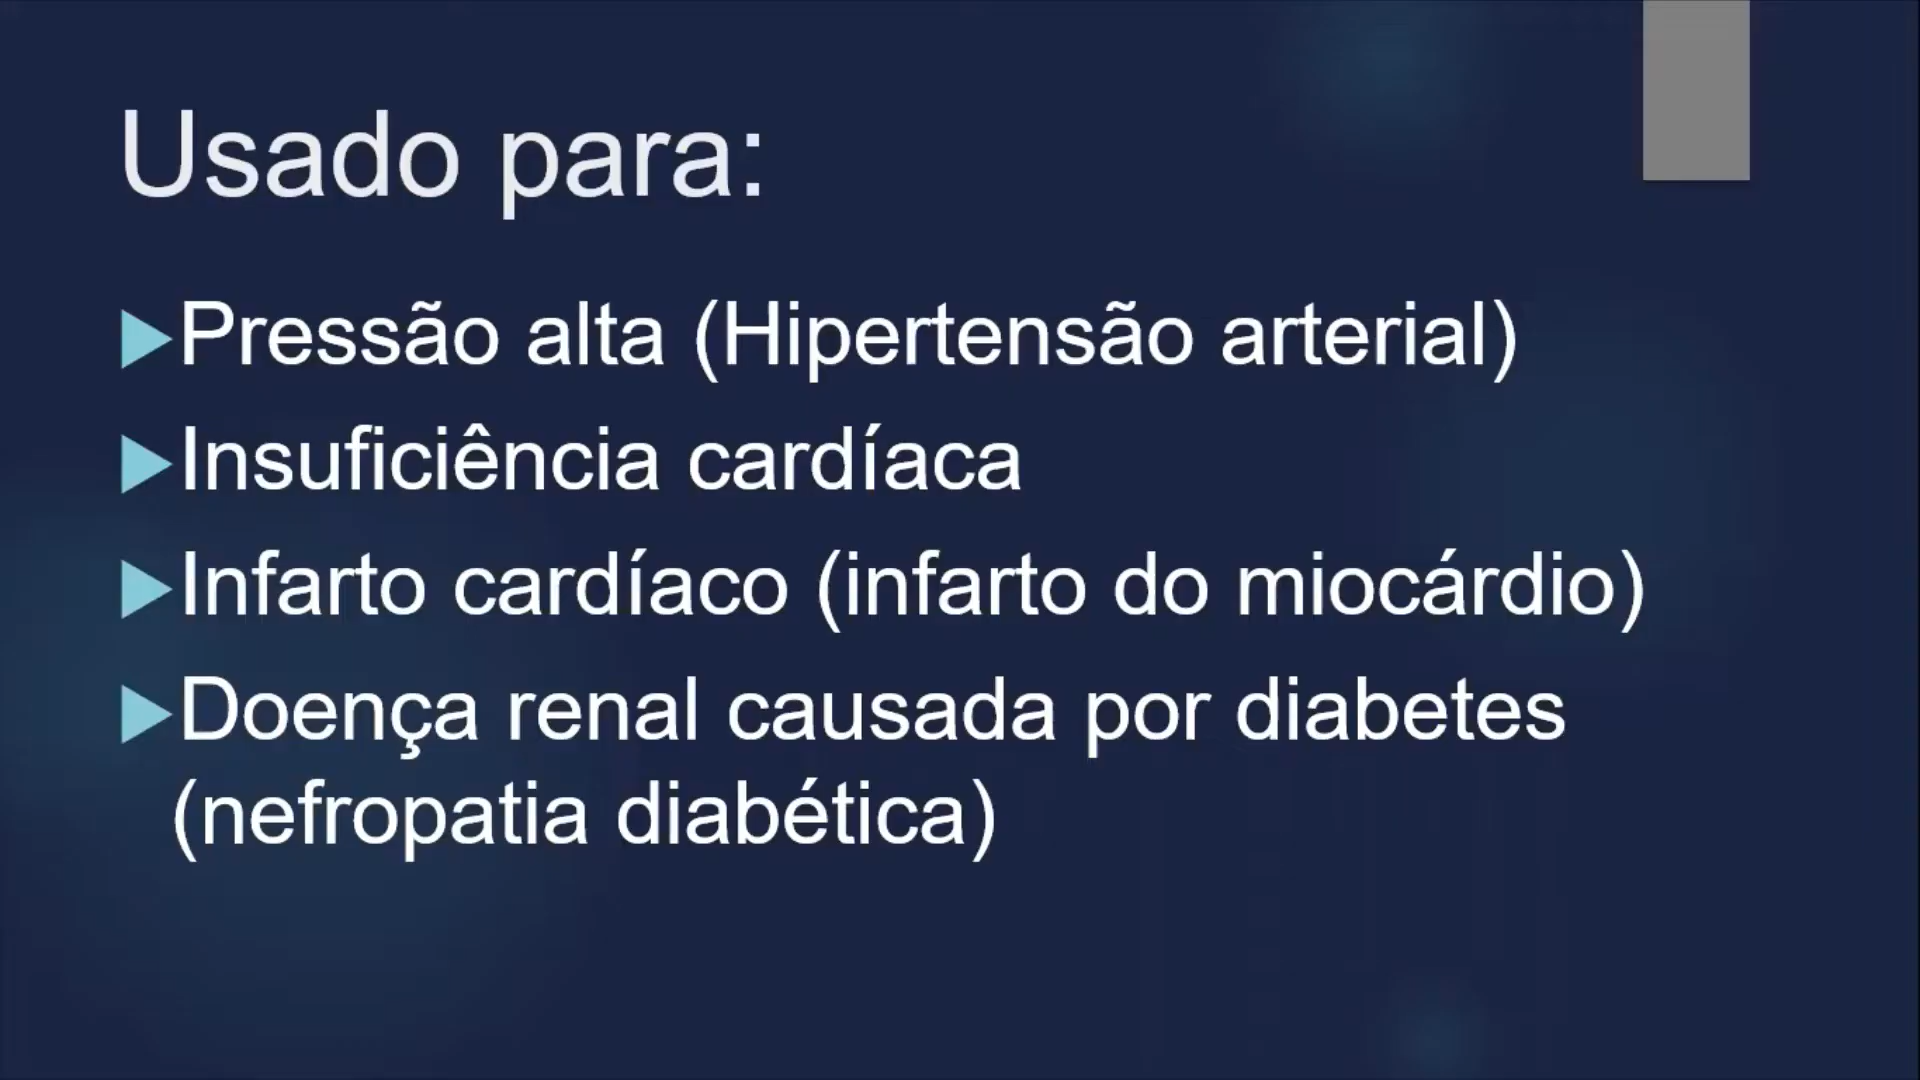 Usado para:
Pressão alta (Hipertensão arterial)
Insuficiência cardíaca
Infarto cardíaco (infarto do miocárdio)
Doença renal causada por diabetes
(nefropatia diabética)